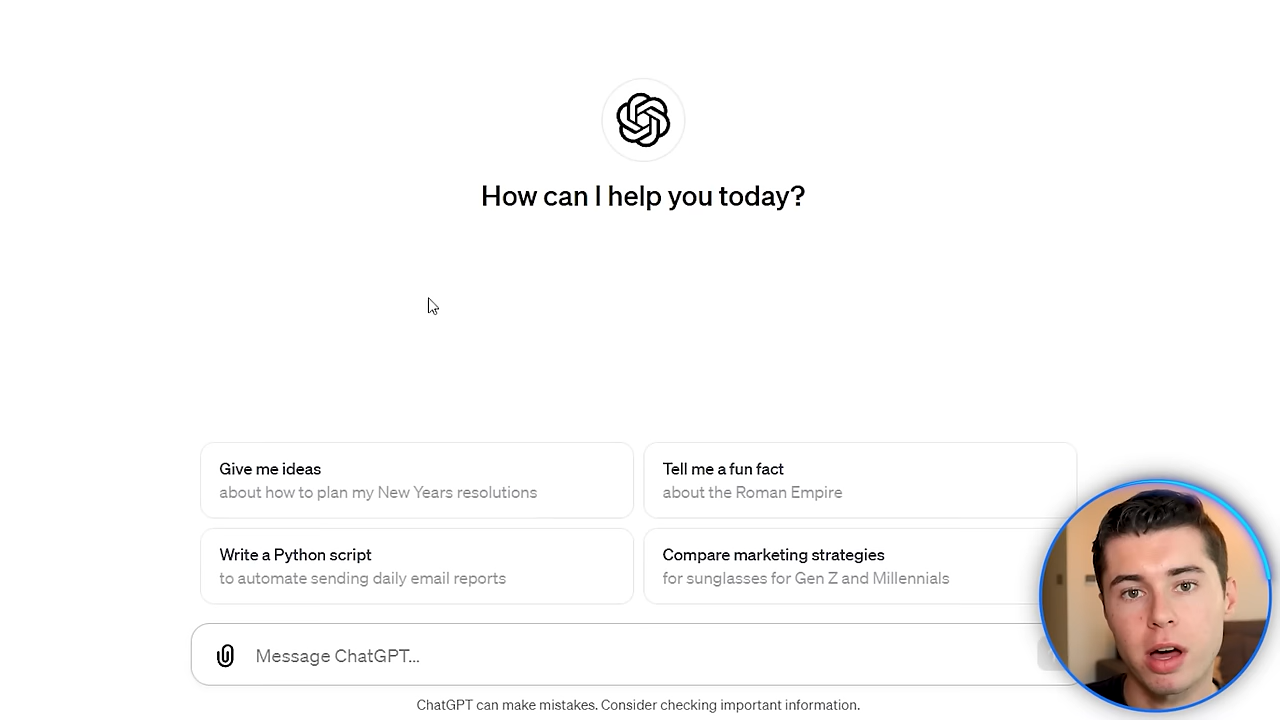 How can I help you today?
Give me ideas
about how to plan my New Years resolutions
Tell me a fun fact
about the Roman Empire
Write a Python script
to automate sending daily email reports
Compare marketing strategies
for sunglasses for Gen Z and Millennials
Message ChatGPT...
ChatGPT can make mistakes. Consider checking important information.